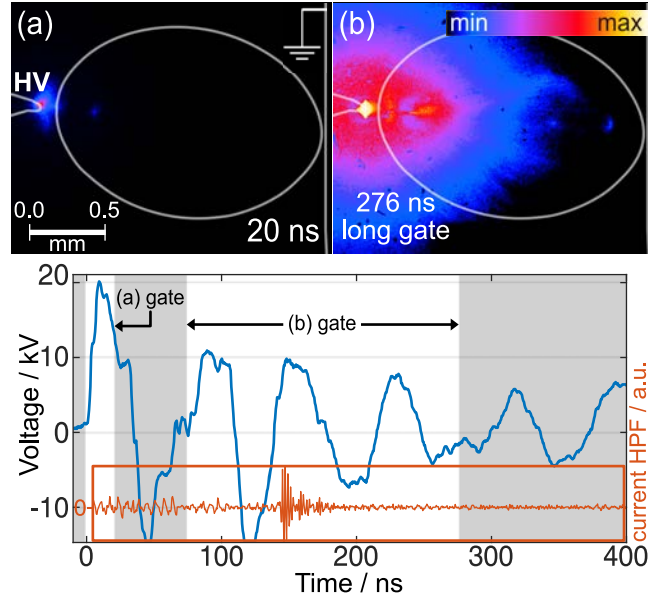 (a)
HV
0.0
0.5
mm
20 ns
(b)
min
max
276 ns
long gate
20
10
0
-10
Voltage / kV
(a) gate
(b) gate
0
current HPF / a.u.
0
100
200
300
400
Time / ns